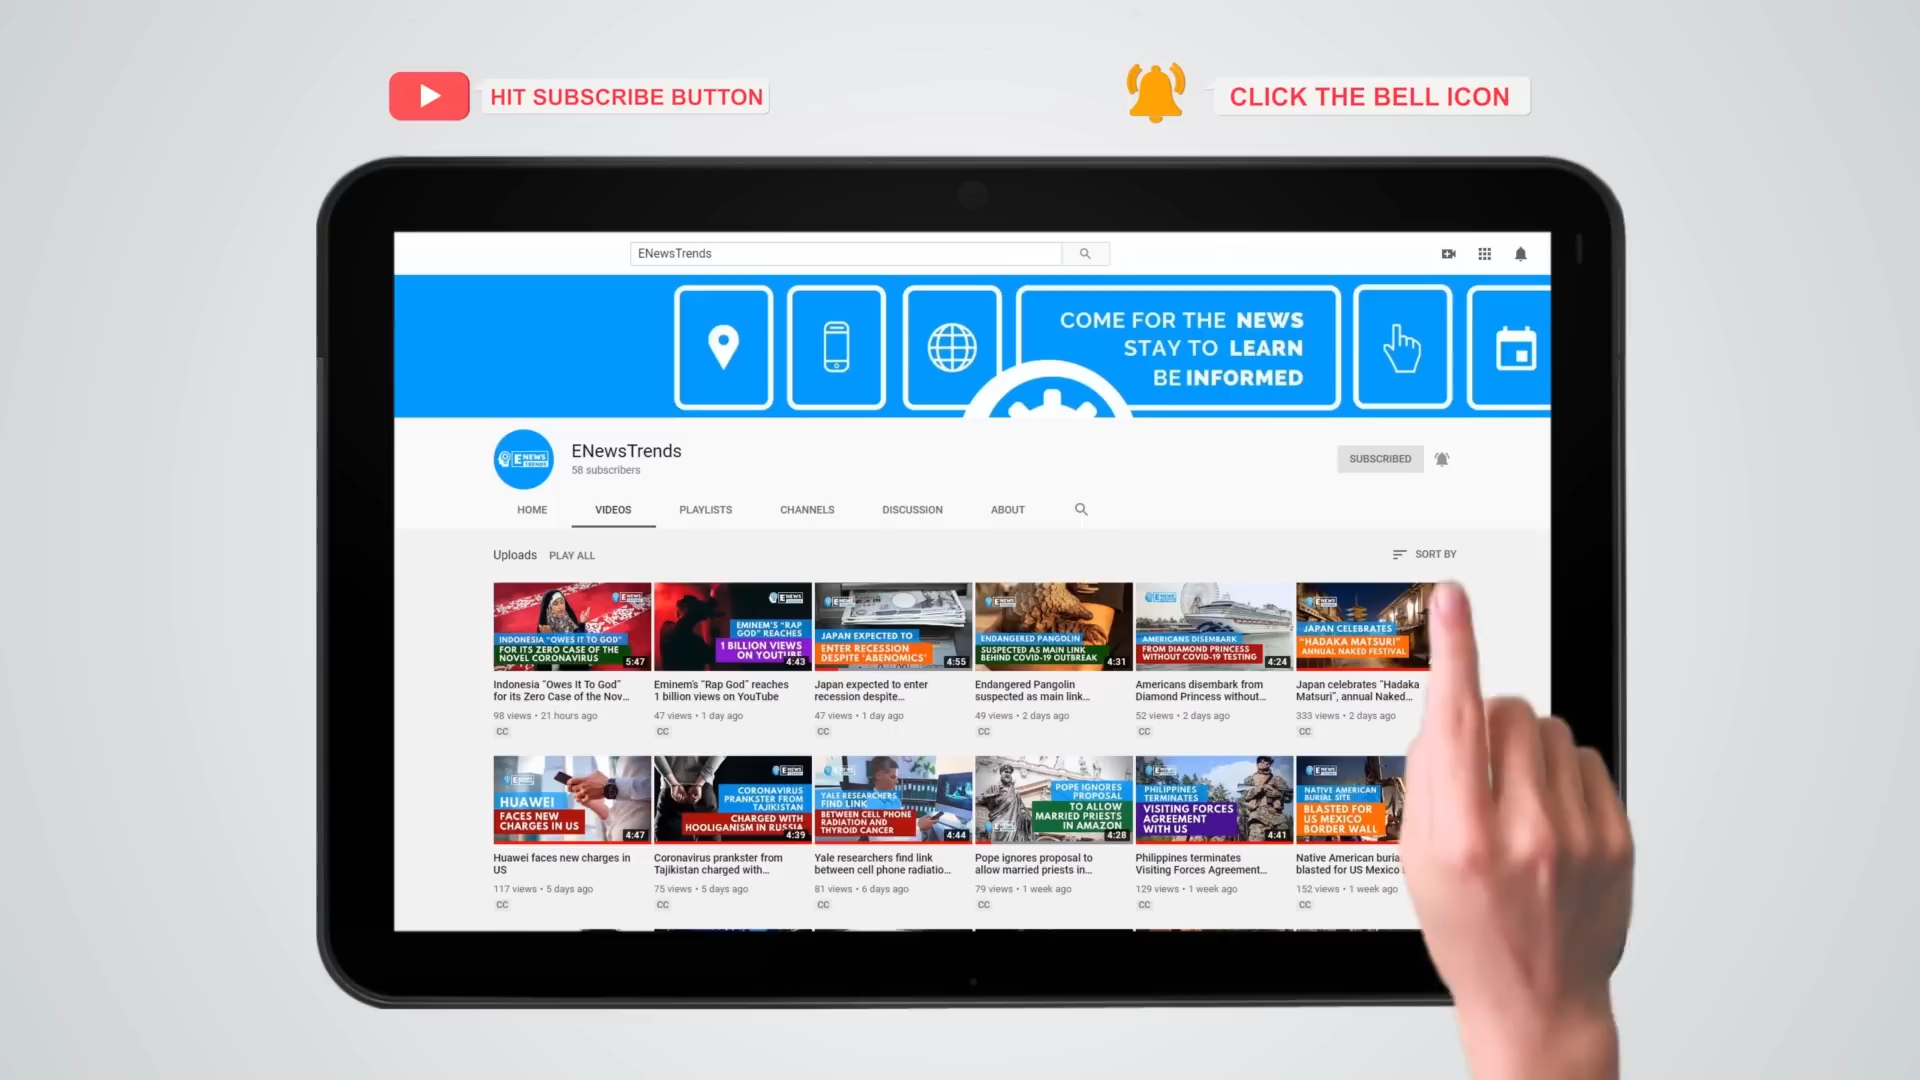 HIT SUBSCRIBE BUTTON
CLICK THE BELL ICON
ENewsTrends
COME FOR THE NEWS
STAY TO LEARN
BE INFORMED
E NEWS
TRENDS
ENewsTrends
58 subscribers
SUBSCRIBED
HOME VIDEOS PLAYLISTS CHANNELS DISCUSSION ABOUT
Uploads PLAY ALL
SORT BY
INDONESIA "OWES IT TO GOD"
FOR ITS ZERO CASE OF THE
NOVEL CORONAVIRUS
5:47
Indonesia "Owes It To God"
for its Zero Case of the Nov...
98 views • 21 hours ago
CC
EMINEM'S "RAP
GOD" REACHES
1 BILLION VIEWS
ON YOUTUBE
4:43
Eminem's "Rap God" reaches
1 billion views on YouTube
47 views • 1 day ago
CC
JAPAN EXPECTED TO
ENTER RECESSION
DESPITE 'ABENOMICS'
4:55
Japan expected to enter
recession despite...
47 views • 1 day ago
CC
ENDANGERED PANGOLIN
SUSPECTED AS MAIN LINK
BEHIND COVID-19 OUTBREAK
4:31
Endangered Pangolin
suspected as main link...
49 views • 2 days ago
CC
AMERICANS DISEMBARK
FROM DIAMOND PRINCESS
WITHOUT COVID-19 TESTING
4:24
Americans disembark from
Diamond Princess without...
52 views • 2 days ago
CC
JAPAN CELEBRATES
"HADAKA MATSURI"
ANNUAL NAKED FESTIVAL
Japan celebrates "Hadaka
Matsuri", annual Naked...
333 views • 2 days ago
CC
HUAWEI
FACES NEW
CHARGES IN US
4:47
Huawei faces new charges in
US
117 views • 5 days ago
CC
CORONAVIRUS
PRANKSTER FROM
TAJIKISTAN
CHARGED WITH
HOOLIGANISM IN RUSSIA
4:39
Coronavirus prankster from
Tajikistan charged with...
75 views • 5 days ago
CC
YALE RESEARCHERS
FIND LINK
BETWEEN CELL PHONE
RADIATION AND
THYROID CANCER
4:44
Yale researchers find link
between cell phone radiatio...
81 views • 6 days ago
CC
POPE IGNORES
PROPOSAL
TO ALLOW
MARRIED PRIESTS
IN AMAZON
4:28
Pope ignores proposal to
allow married priests in...
79 views • 1 week ago
CC
PHILIPPINES
TERMINATES
VISITING FORCES
AGREEMENT
WITH US
4:41
Philippines terminates
Visiting Forces Agreement...
129 views • 1 week ago
CC
NATIVE AMERICAN
BURIAL SITE
BLASTED FOR
US MEXICO
BORDER WALL
Native American
blasted for US Mexico
152 views • 1 week ago
CC